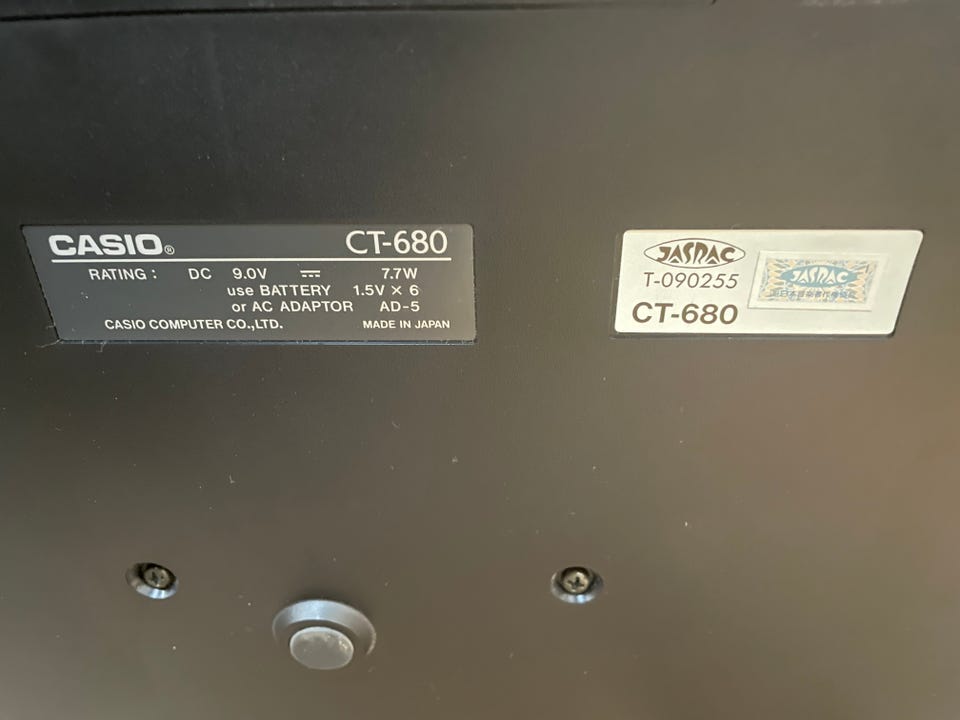 CASIO® CT-680
RATING : DC 9.0V ⎓ 7.7W
use BATTERY 1.5V × 6
or AC ADAPTOR AD-5
CASIO COMPUTER CO.,LTD. MADE IN JAPAN
JASRAC
T-090255
CT-680
JASRAC